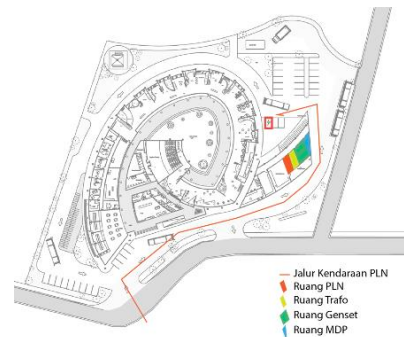 Jalur Kendaraan PLN
Ruang PLN
Ruang Trafo
Ruang Genset
Ruang MDP